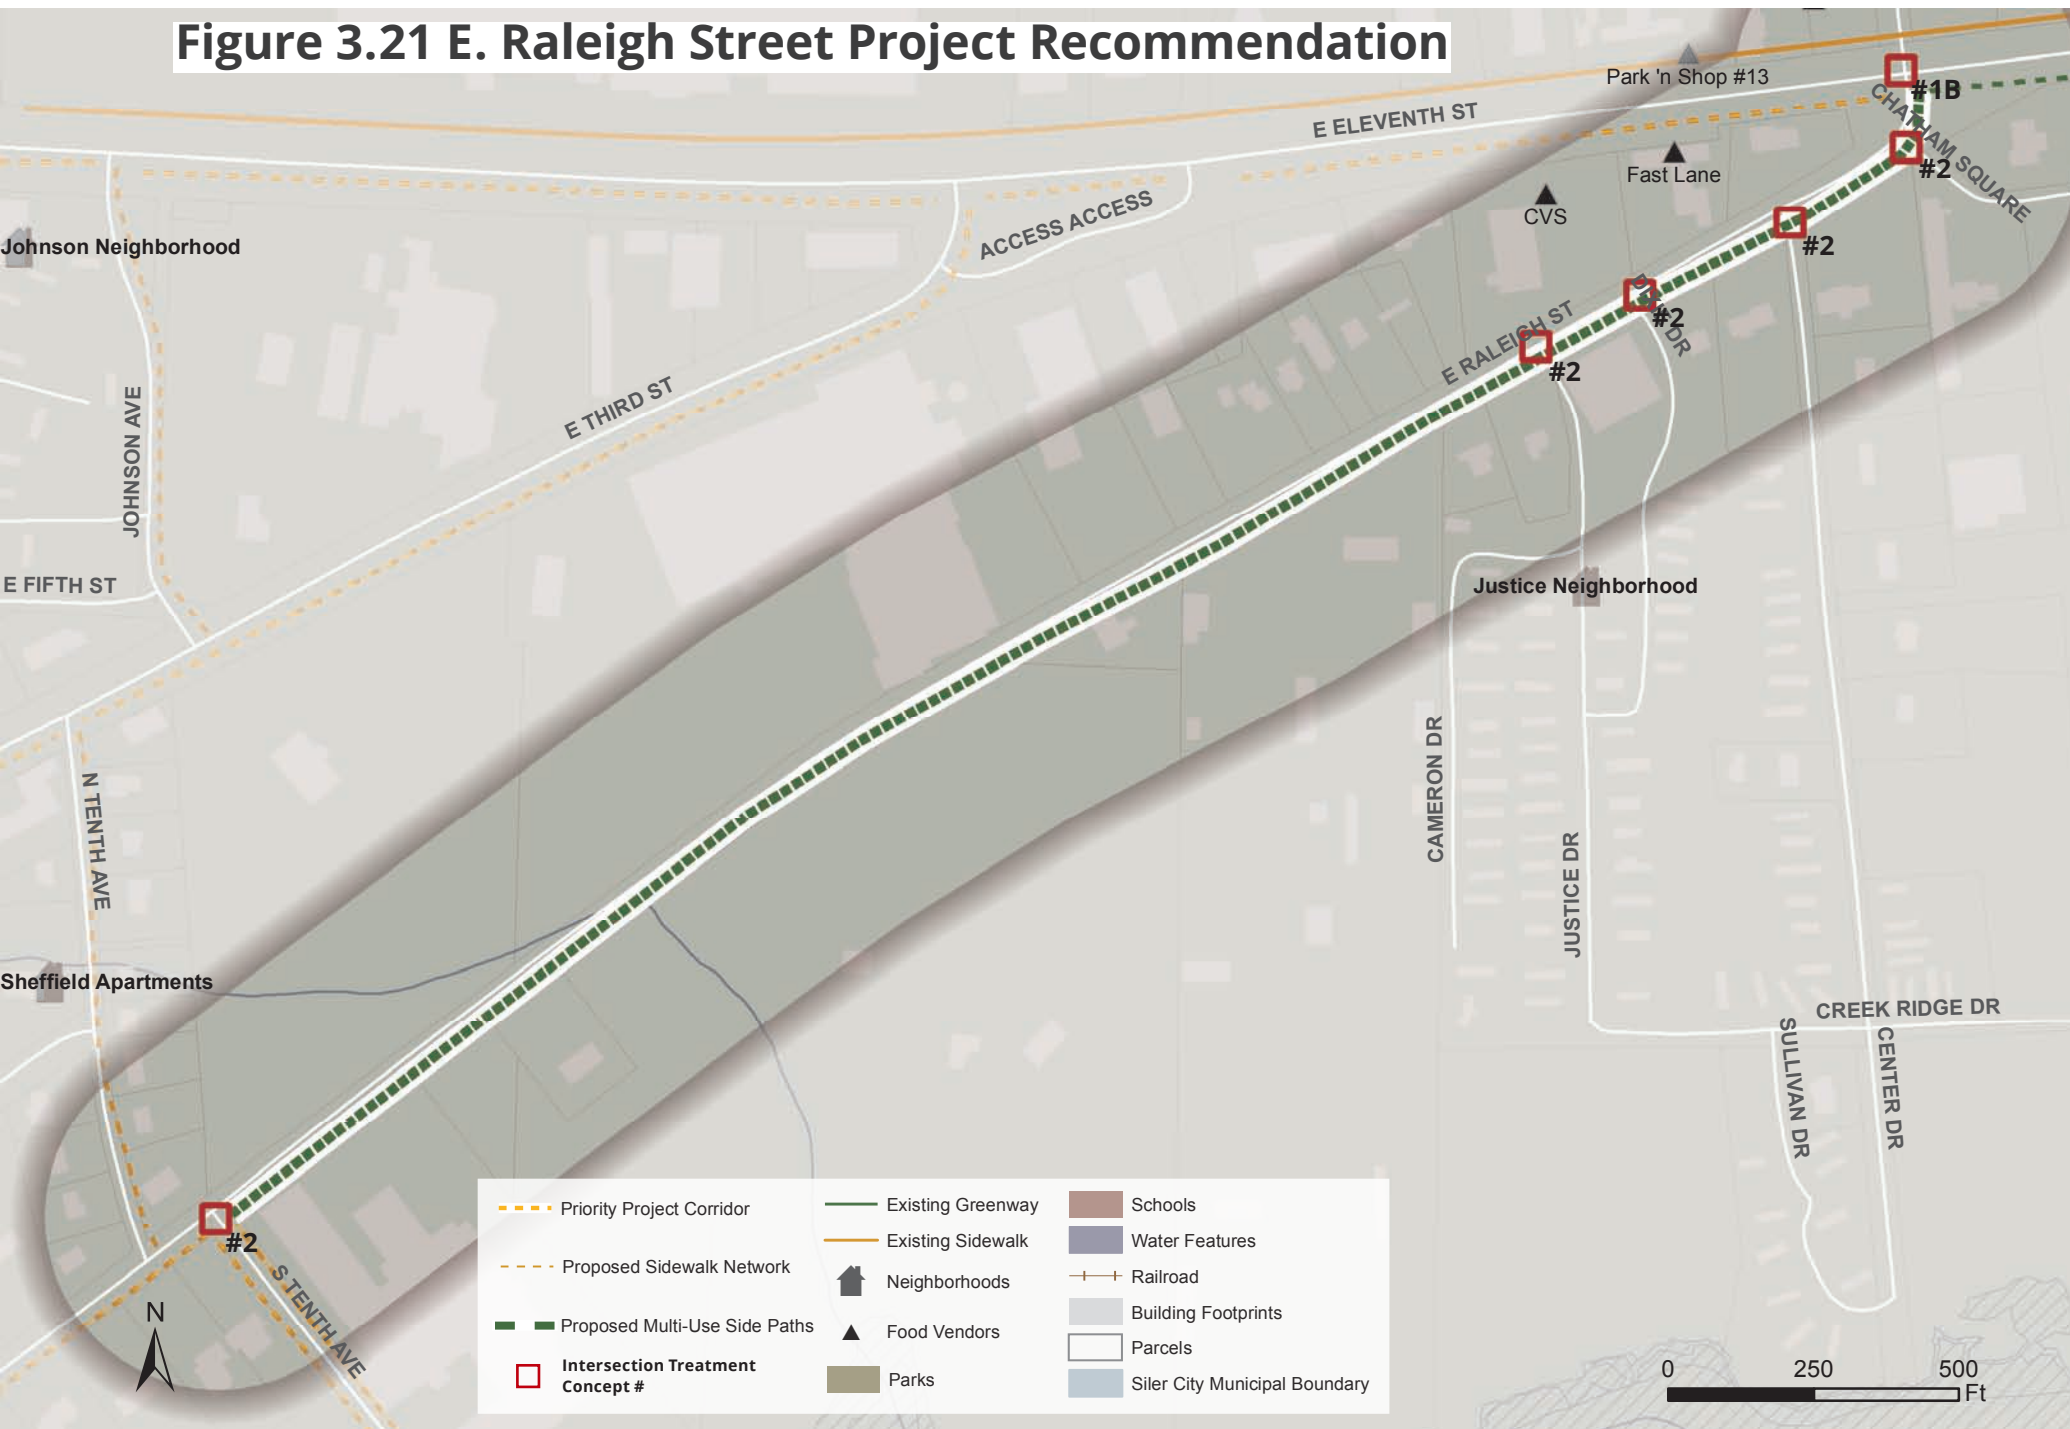 Figure 3.21 E. Raleigh Street Project Recommendation
Park 'n Shop #13
#1B
E ELEVENTH ST
CHATHAM SQUARE
Fast Lane
#2
CVS
ACCESS ACCESS
#2
Johnson Neighborhood
#2
DR
E RALEIGH ST
#2
E THIRD ST
JOHNSON AVE
E FIFTH ST
Justice Neighborhood
N TENTH AVE
CAMERON DR
JUSTICE DR
Sheffield Apartments
CREEK RIDGE DR
SULLIVAN DR
CENTER DR
#2
S TENTH AVE
N
Priority Project Corridor
Proposed Sidewalk Network
Proposed Multi-Use Side Paths
Intersection Treatment
Concept #
Existing Greenway
Existing Sidewalk
Neighborhoods
Food Vendors
Parks
Schools
Water Features
Railroad
Building Footprints
Parcels
Siler City Municipal Boundary
0 250 500
Ft